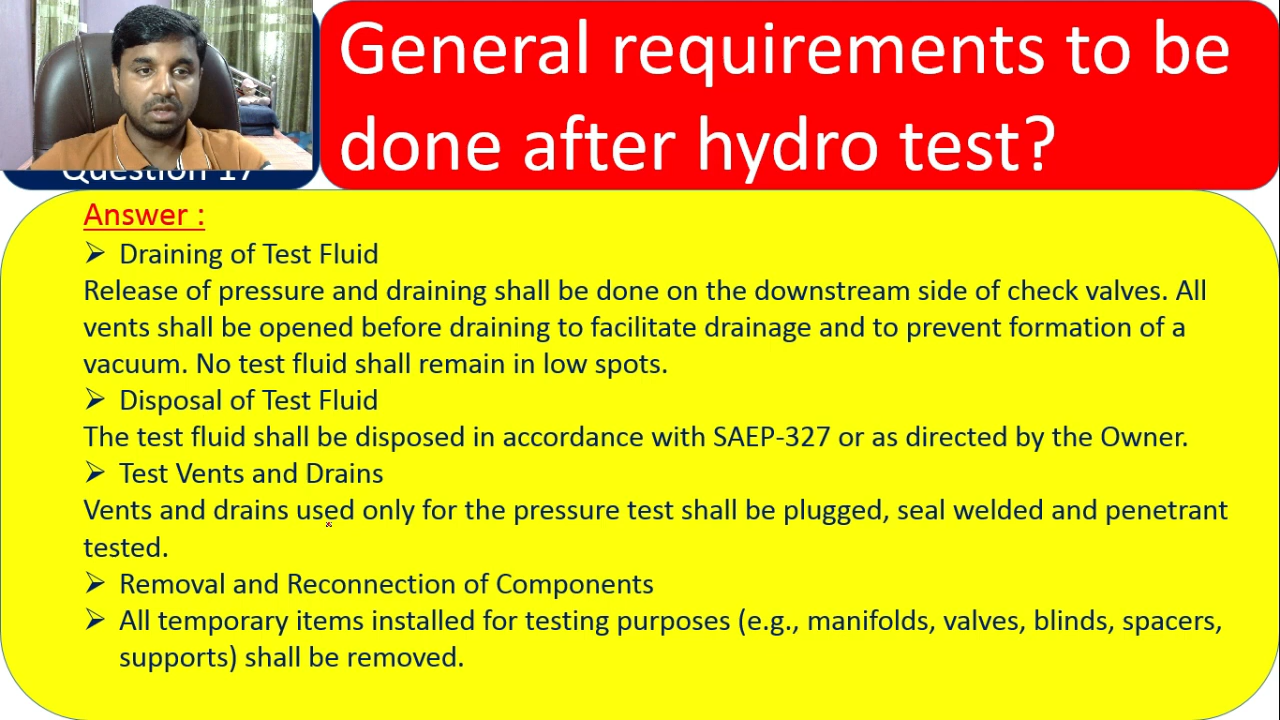 General requirements to be
done after hydro test?
Question 17
Answer :
➢ Draining of Test Fluid
Release of pressure and draining shall be done on the downstream side of check valves. All
vents shall be opened before draining to facilitate drainage and to prevent formation of a
vacuum. No test fluid shall remain in low spots.
➢ Disposal of Test Fluid
The test fluid shall be disposed in accordance with SAEP-327 or as directed by the Owner.
➢ Test Vents and Drains
Vents and drains used only for the pressure test shall be plugged, seal welded and penetrant
tested.
➢ Removal and Reconnection of Components
➢ All temporary items installed for testing purposes (e.g., manifolds, valves, blinds, spacers,
supports) shall be removed.